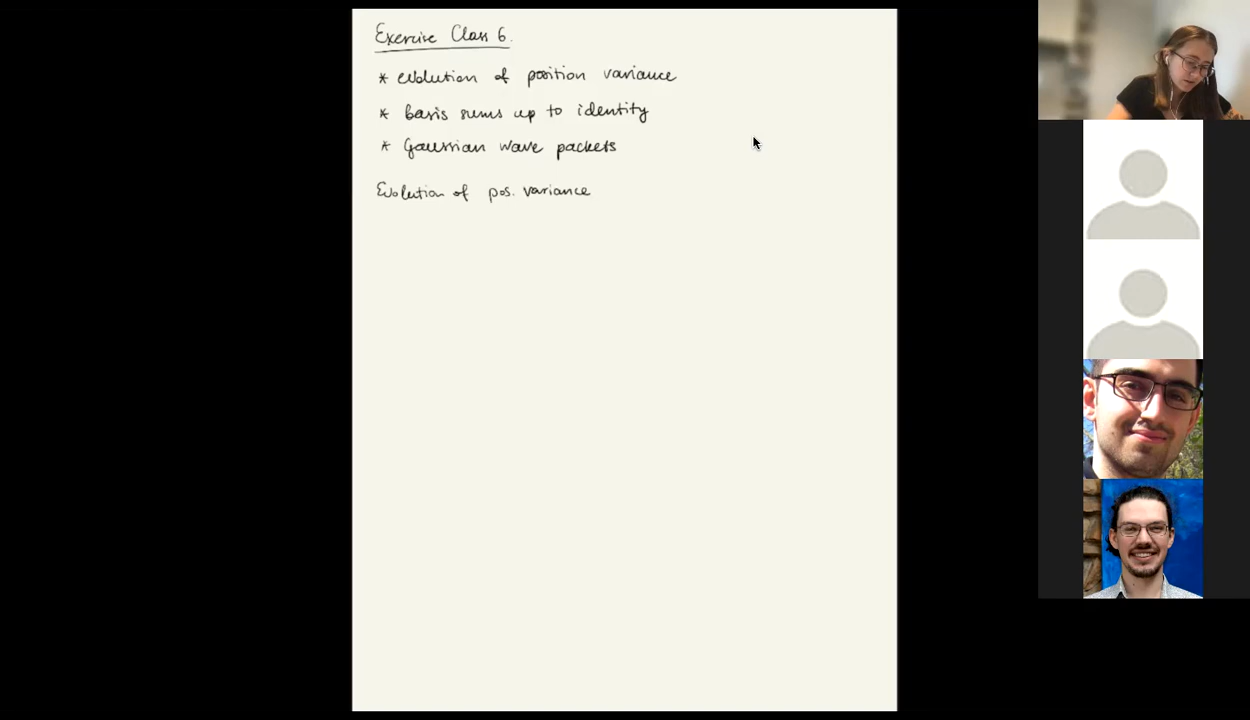 Exercise Class 6.
* evolution of position variance
* basis sums up to identity
* Gaussian wave packets
Evolution of pos. variance